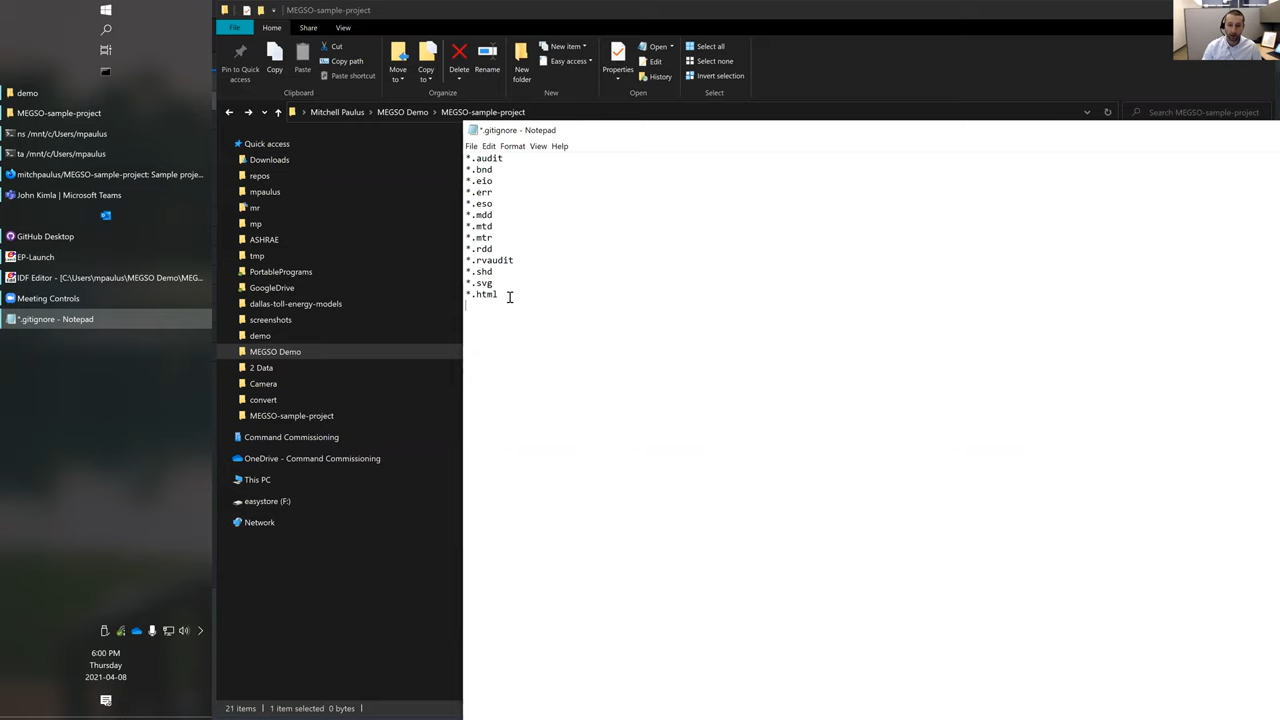 MEGSO-sample-project
File
Home
Share
View
Pin to Quick access
Copy
Paste
Cut
Copy path
Paste shortcut
Clipboard
Move to
Copy to
Delete
Rename
Organize
New folder
New item
Easy access
New
Properties
Open
Edit
History
Open
Select all
Select none
Invert selection
Select
Mitchell Paulus > MEGSO Demo > MEGSO-sample-project
Search MEGSO-sample-project
demo
MEGSO-sample-project
ns /mnt/c/Users/mpaulus
ta /mnt/c/Users/mpaulus
mitchpaulus/MEGSO-sample-project: Sample proje...
John Kimla | Microsoft Teams
GitHub Desktop
EP-Launch
IDF Editor - [C:\Users\mpaulus\MEGSO Demo\MEG...
Meeting Controls
*.gitignore - Notepad
6:00 PM
Thursday
2021-04-08
Quick access
Downloads
repos
mpaulus
mr
mp
ASHRAE
tmp
PortablePrograms
GoogleDrive
dallas-toll-energy-models
screenshots
demo
MEGSO Demo
2 Data
Camera
convert
MEGSO-sample-project
Command Commissioning
OneDrive - Command Commissioning
This PC
easystore (F:)
Network
21 items
1 item selected 0 bytes
*.gitignore - Notepad
File Edit Format View Help
*.audit
*.bnd
*.eio
*.err
*.eso
*.mdd
*.mtd
*.mtr
*.rdd
*.rvaudit
*.shd
*.svg
*.html